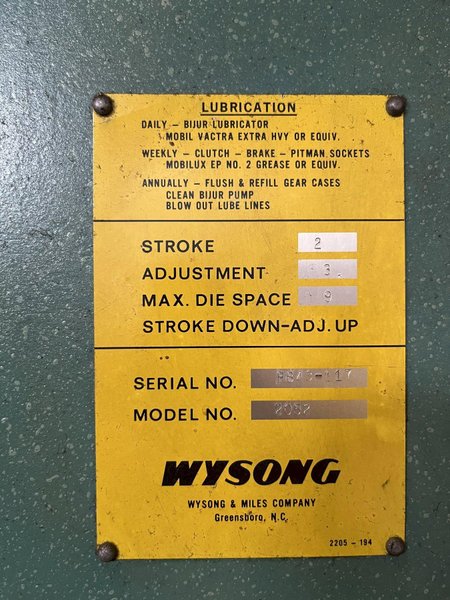 LUBRICATION
DAILY – BIJUR LUBRICATOR
MOBIL VACTRA EXTRA HVY OR EQUIV.
WEEKLY – CLUTCH – BRAKE – PITMAN SOCKETS
MOBILUX EP NO. 2 GREASE OR EQUIV.
ANNUALLY – FLUSH & REFILL GEAR CASES
CLEAN BIJUR PUMP
BLOW OUT LUBE LINES
STROKE 2
ADJUSTMENT 3
MAX. DIE SPACE 9
STROKE DOWN–ADJ. UP
SERIAL NO.
MODEL NO.
WYSONG
WYSONG & MILES COMPANY
Greensboro, N.C.
2205 – 194